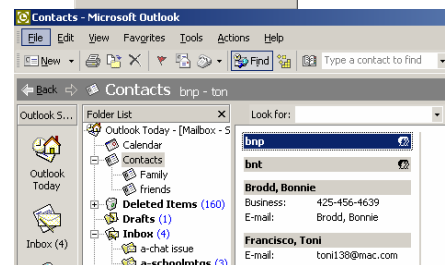 Contacts - Microsoft Outlook
File Edit View Favorites Tools Actions Help
New Find Type a contact to find
Back Contacts bnp - ton
Outlook S... Folder List Look for:
Outlook Today - [Mailbox - S
Calendar
Contacts
Family
friends
Deleted Items (160)
Drafts (1)
Inbox (4)
a-chat issue
a-schoolmtgs (3)
Outlook
Today
Inbox (4)
bnp
bnt
Brodd, Bonnie
Business: 425-456-4639
E-mail: Brodd, Bonnie
Francisco, Toni
E-mail: toni138@mac.com